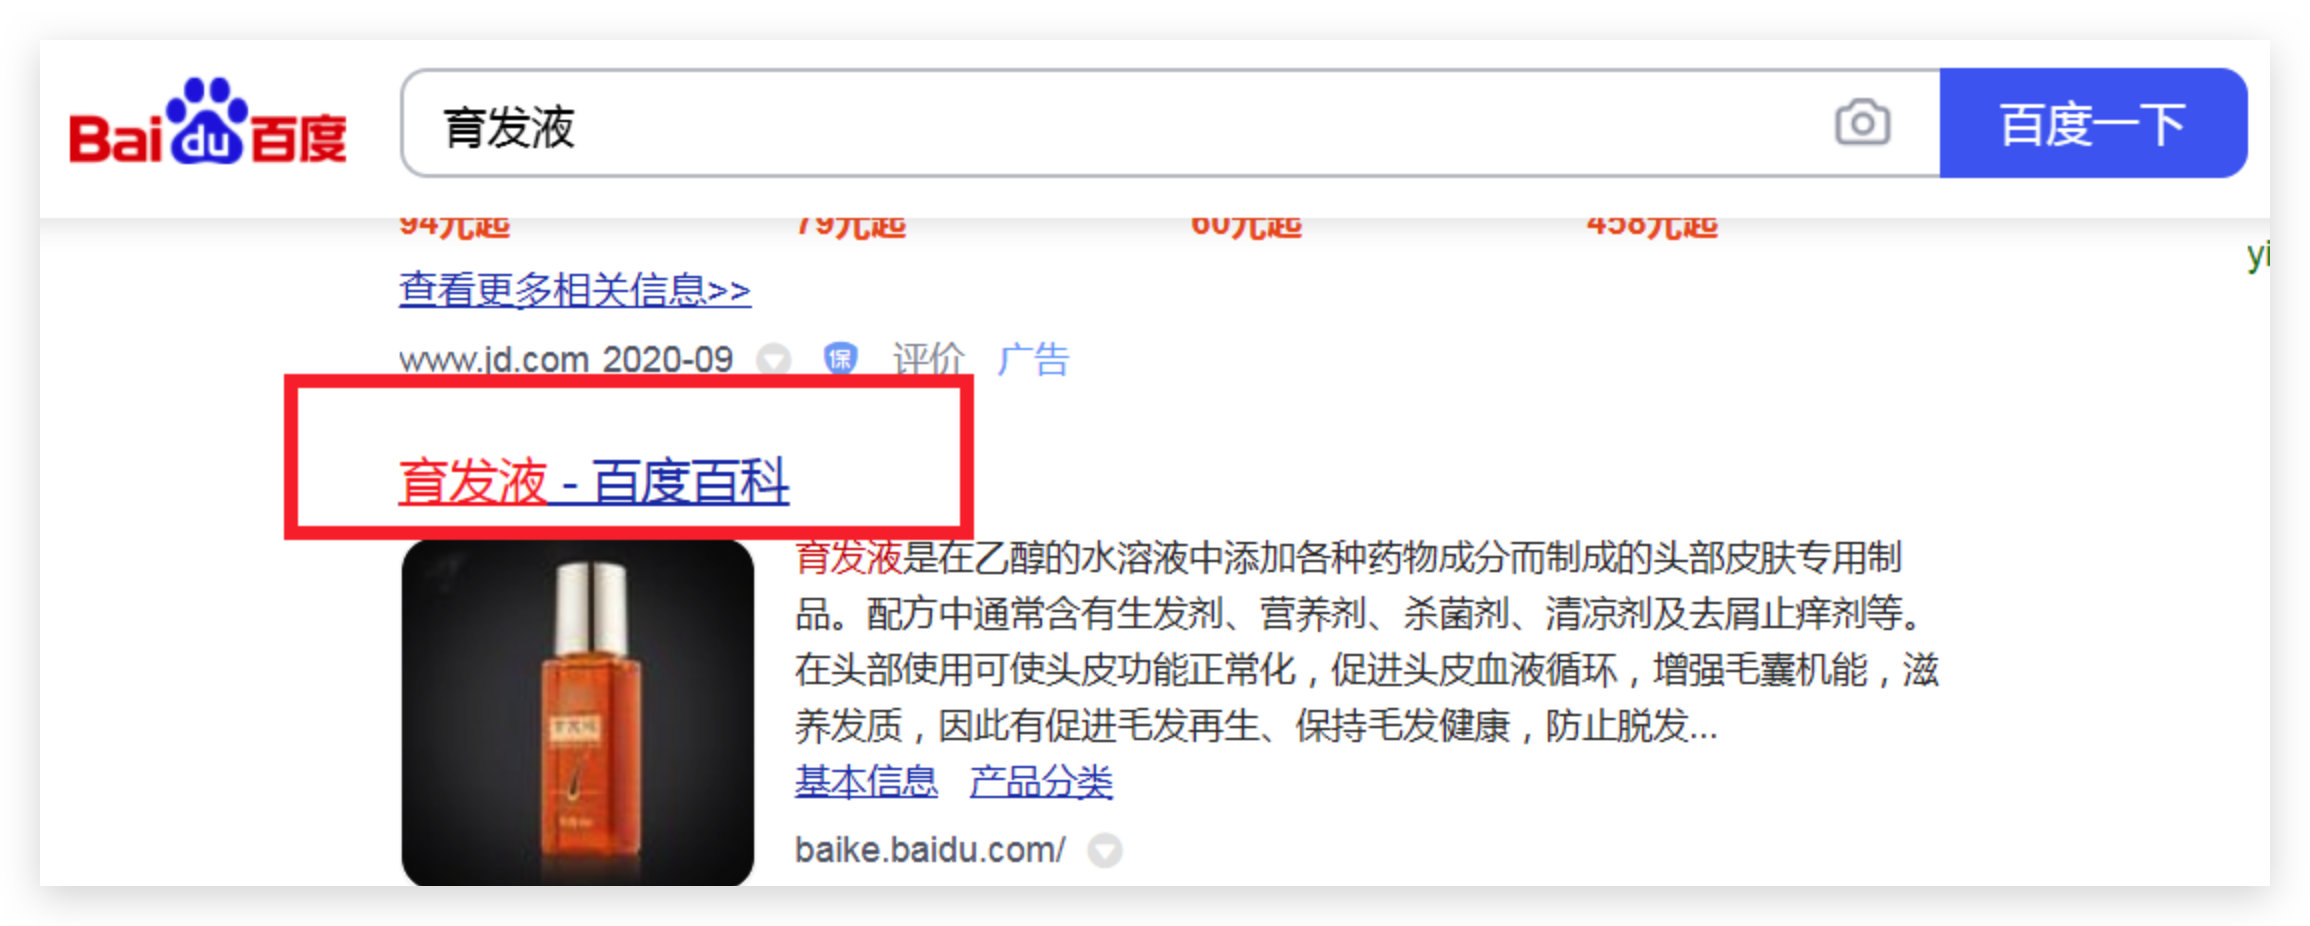 Bai du 百度
育发液
百度一下
94元起 79元起 60元起 458元起
yi
查看更多相关信息>>
www.jd.com 2020-09 保 评价 广告
育发液 - 百度百科
育发液是在乙醇的水溶液中添加各种药物成分而制成的头部皮肤专用制
品。配方中通常含有生发剂、营养剂、杀菌剂、清凉剂及去屑止痒剂等。
在头部使用可使头皮功能正常化，促进头皮血液循环，增强毛囊机能，滋
养发质，因此有促进毛发再生、保持毛发健康，防止脱发...
基本信息 产品分类
baike.baidu.com/